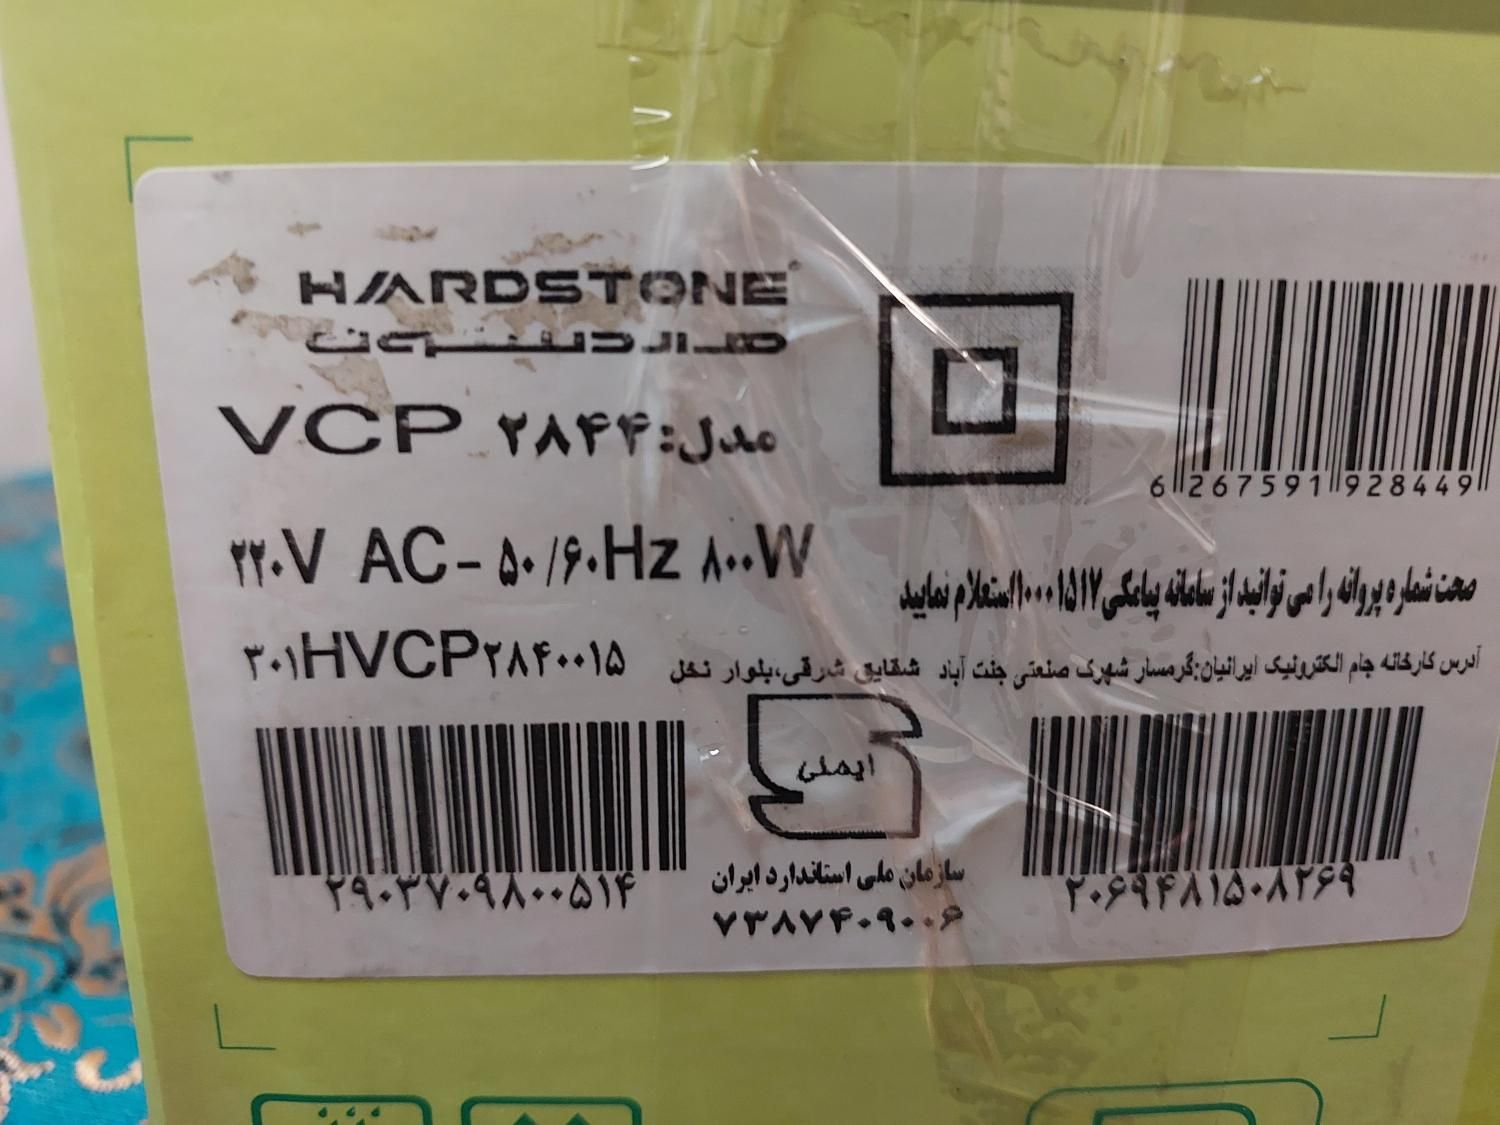 HARDSTONE
هاردستون
مدل: VCP ۲۸۴۴
۲۲۰V AC - ۵۰/۶۰Hz ۸۰۰W
۳۰۱HVCP۲۸۴۰۰۱۵
6 267591 928449
صحت شماره پروانه را می توانید از سامانه پیامکی ۱۰۰۰۱۵۱۷ استعلام نمایید
آدرس کارخانه جام الکترونیک ایرانیان:گرمسار شهرک صنعتی جنت آباد شقایق شرقی،بلوار نخل
۲۹۰۳۷۰۹۸۰۰۵۱۴
ایمنی
سازمان ملی استاندارد ایران
۷۳۸۷۴۰۹۰۰۶
۲۰۶۹۴۸۱۵۰۸۲۶۹